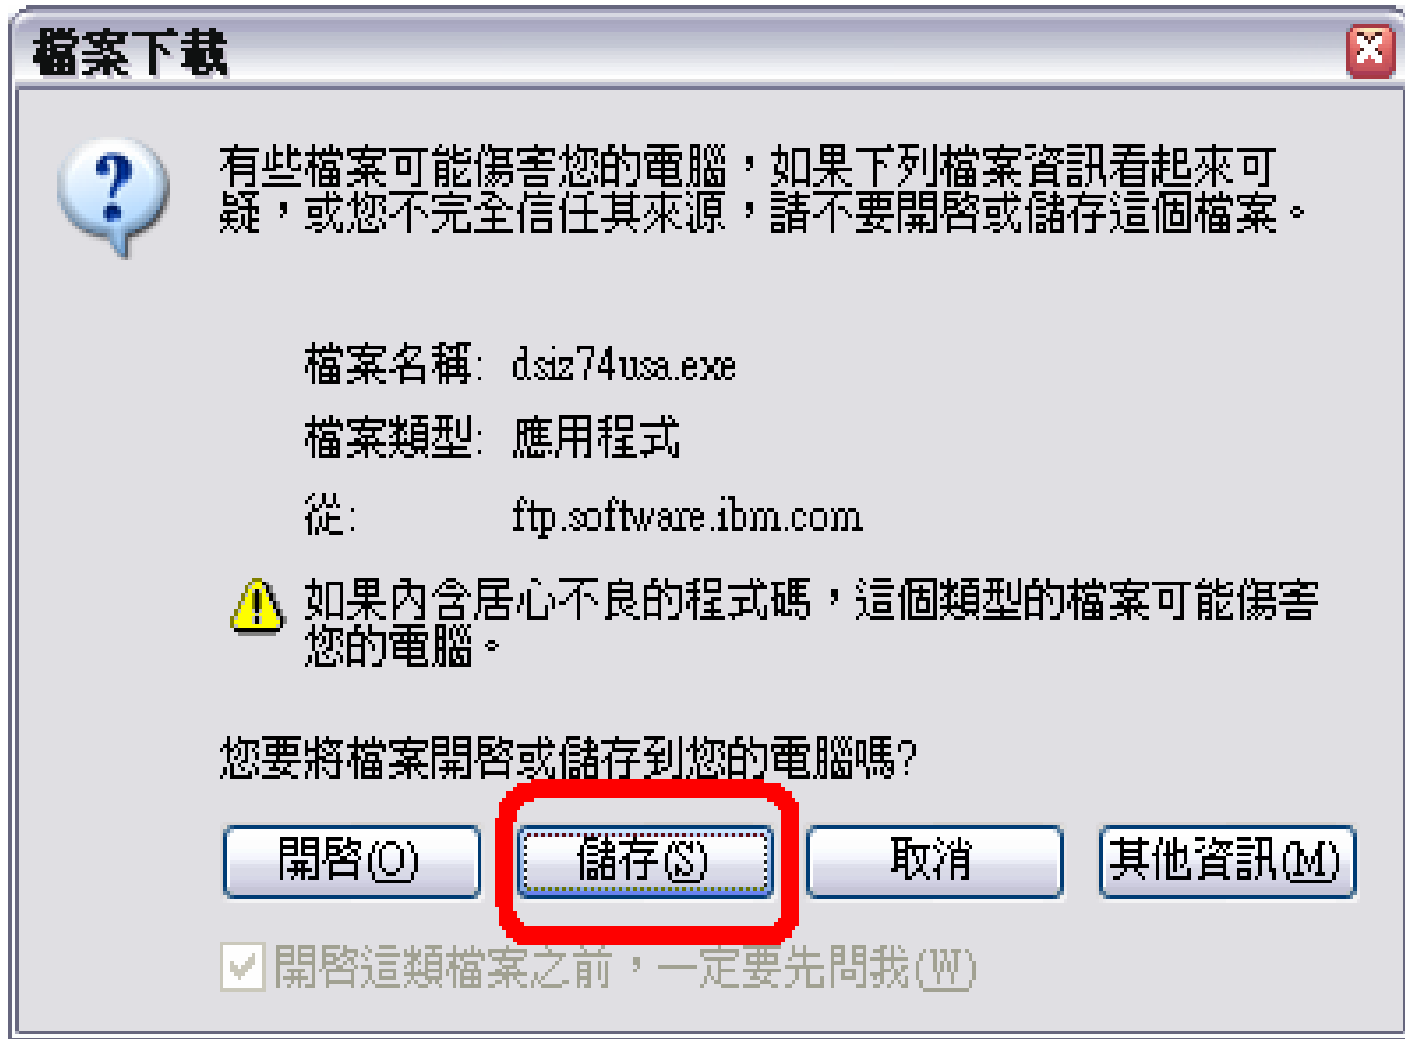 檔案下載
有些檔案可能傷害您的電腦，如果下列檔案資訊看起來可
疑，或您不完全信任其來源，請不要開啓或儲存這個檔案。
檔案名稱: dsiz74usa.exe
檔案類型: 應用程式
從: ftp.software.ibm.com
如果內含居心不良的程式碼，這個類型的檔案可能傷害
您的電腦。
您要將檔案開啓或儲存到您的電腦嗎?
開啓(O) 儲存(S) 取消 其他資訊(M)
開啓這類檔案之前，一定要先問我(W)